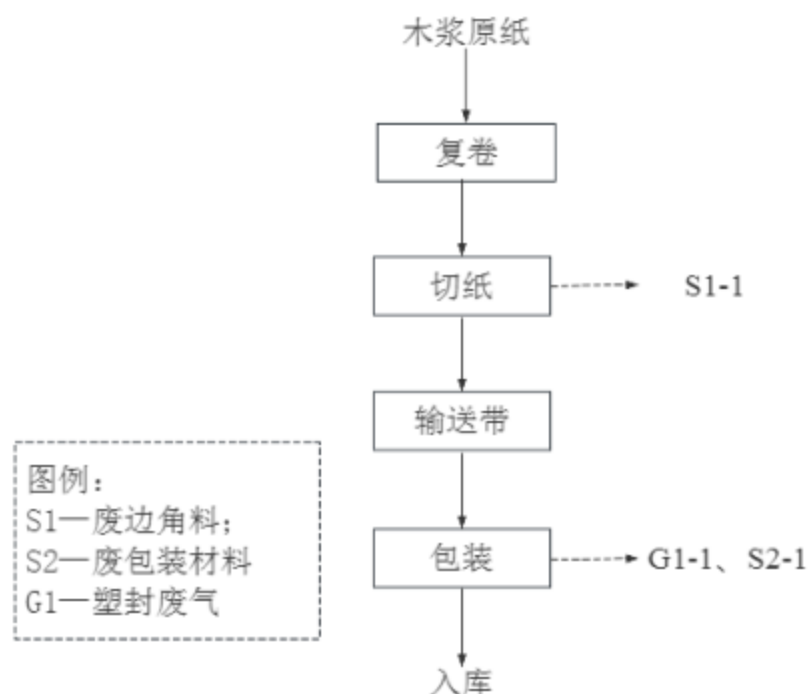 木浆原纸
复卷
切纸
S1-1
输送带
包装
G1-1、S2-1
入库
图例：
S1—废边角料；
S2—废包装材料
G1—塑封废气